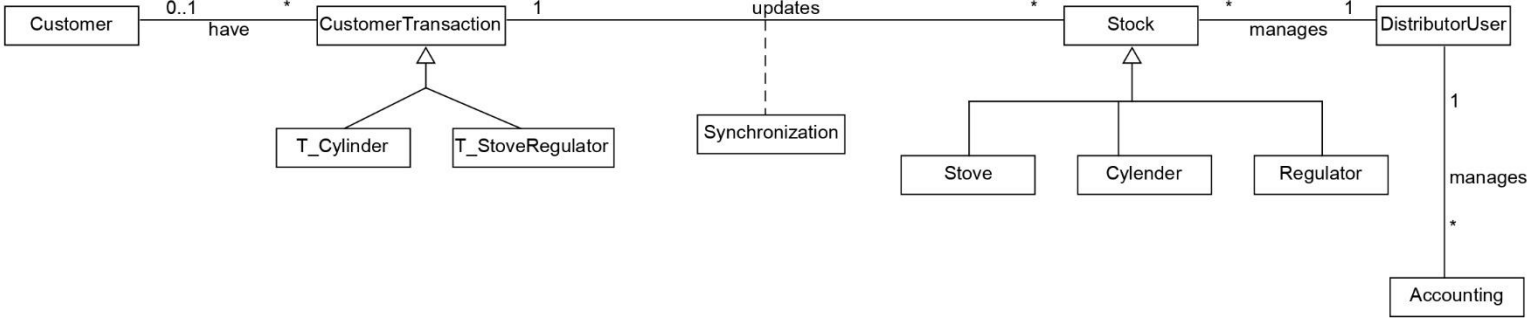 0..1
*
1
updates
*
*
1
Customer
CustomerTransaction
Stock
DistributorUser
have
manages
1
T_Cylinder
T_StoveRegulator
Synchronization
Stove
Cylender
Regulator
manages
*
Accounting